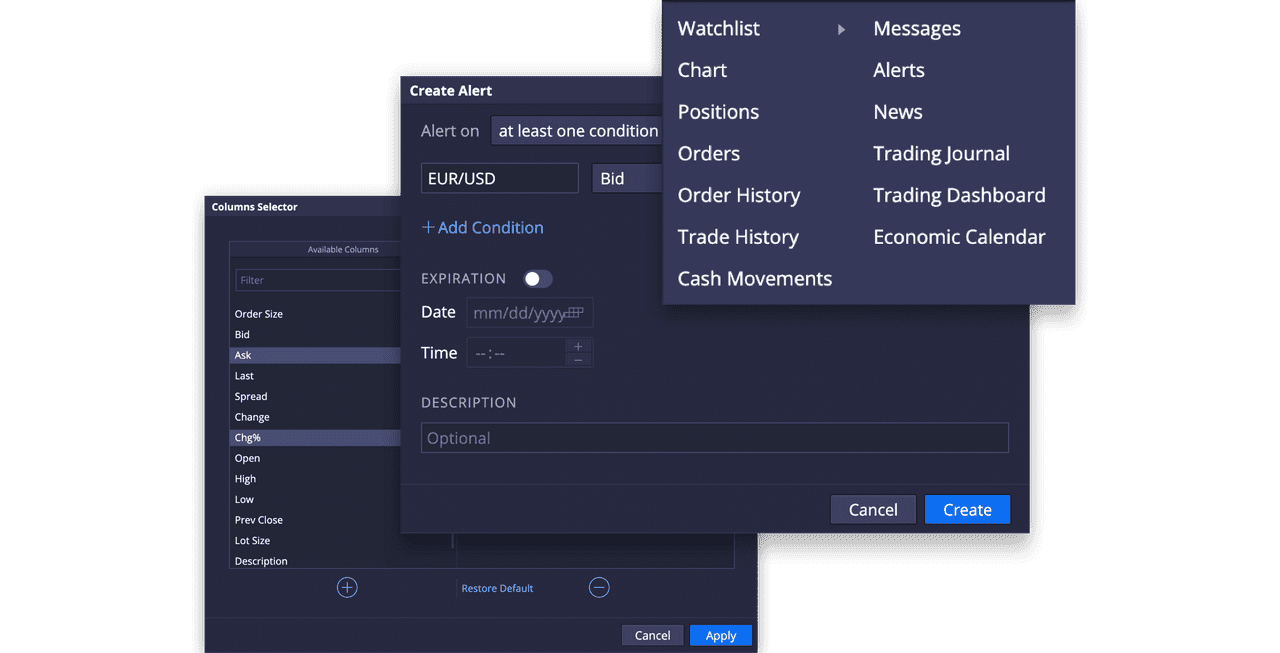 Watchlist
Chart
Positions
Orders
Order History
Trade History
Cash Movements
Messages
Alerts
News
Trading Journal
Trading Dashboard
Economic Calendar
Create Alert
Alert on at least one condition
EUR/USD Bid
+ Add Condition
EXPIRATION
Date mm/dd/yyyy
Time --:-- + −
DESCRIPTION
Optional
Cancel Create
Columns Selector
Available Columns
Filter
Order Size
Bid
Ask
Last
Spread
Change
Chg%
Open
High
Low
Prev Close
Lot Size
Description
Restore Default
Cancel Apply